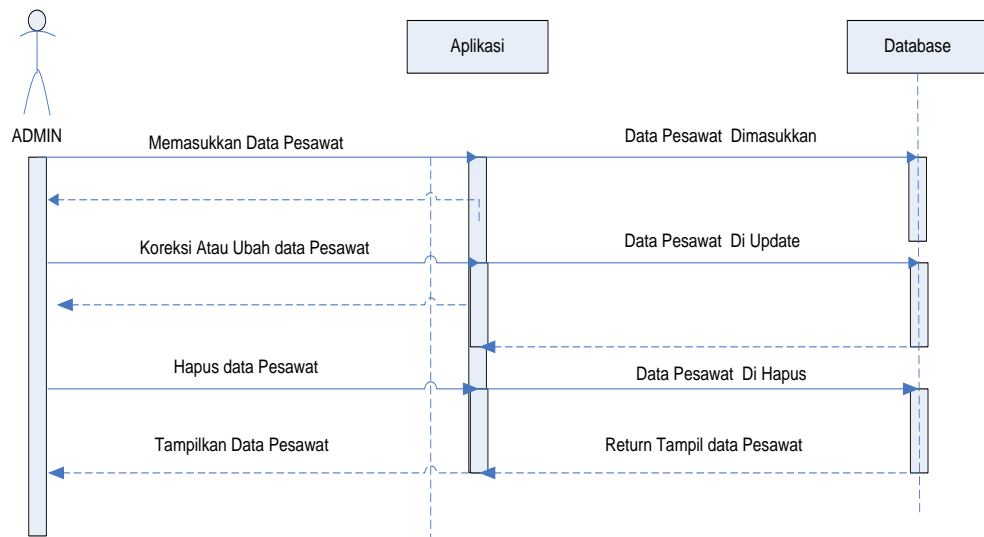 Aplikasi
Database
ADMIN
Memasukkan Data Pesawat
Data Pesawat Dimasukkan
Koreksi Atau Ubah data Pesawat
Data Pesawat Di Update
Hapus data Pesawat
Data Pesawat Di Hapus
Tampilkan Data Pesawat
Return Tampil data Pesawat